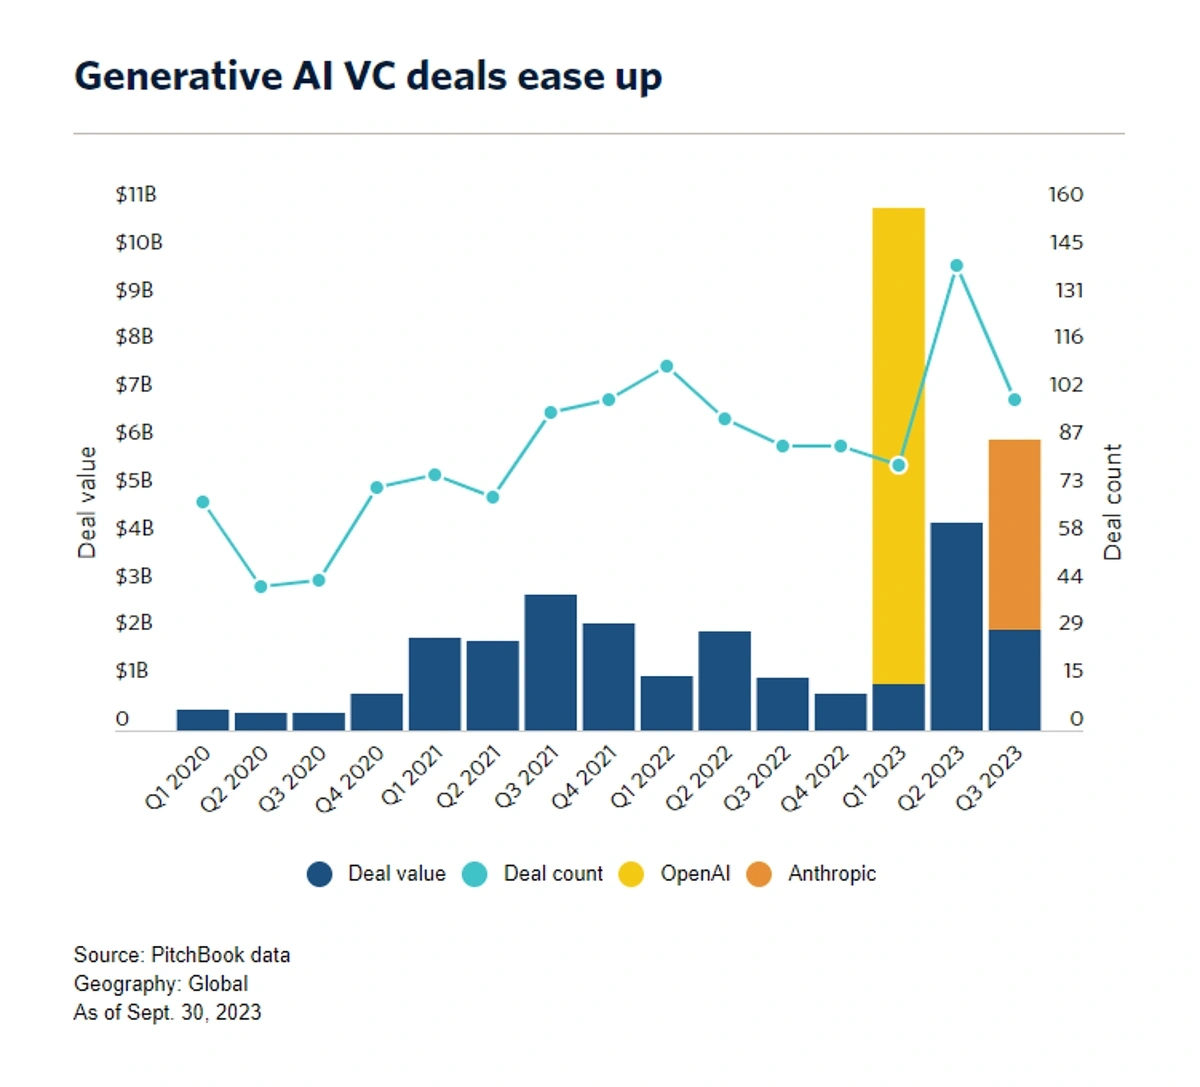 Generative AI VC deals ease up
$11B
$10B
$9B
$8B
$7B
$6B
$5B
$4B
$3B
$2B
$1B
0
Deal value
160
145
131
116
102
87
73
58
44
29
15
0
Deal count
Q1 2020
Q2 2020
Q3 2020
Q4 2020
Q1 2021
Q2 2021
Q3 2021
Q4 2021
Q1 2022
Q2 2022
Q3 2022
Q4 2022
Q1 2023
Q2 2023
Q3 2023
Deal value Deal count OpenAI Anthropic
Source: PitchBook data
Geography: Global
As of Sept. 30, 2023